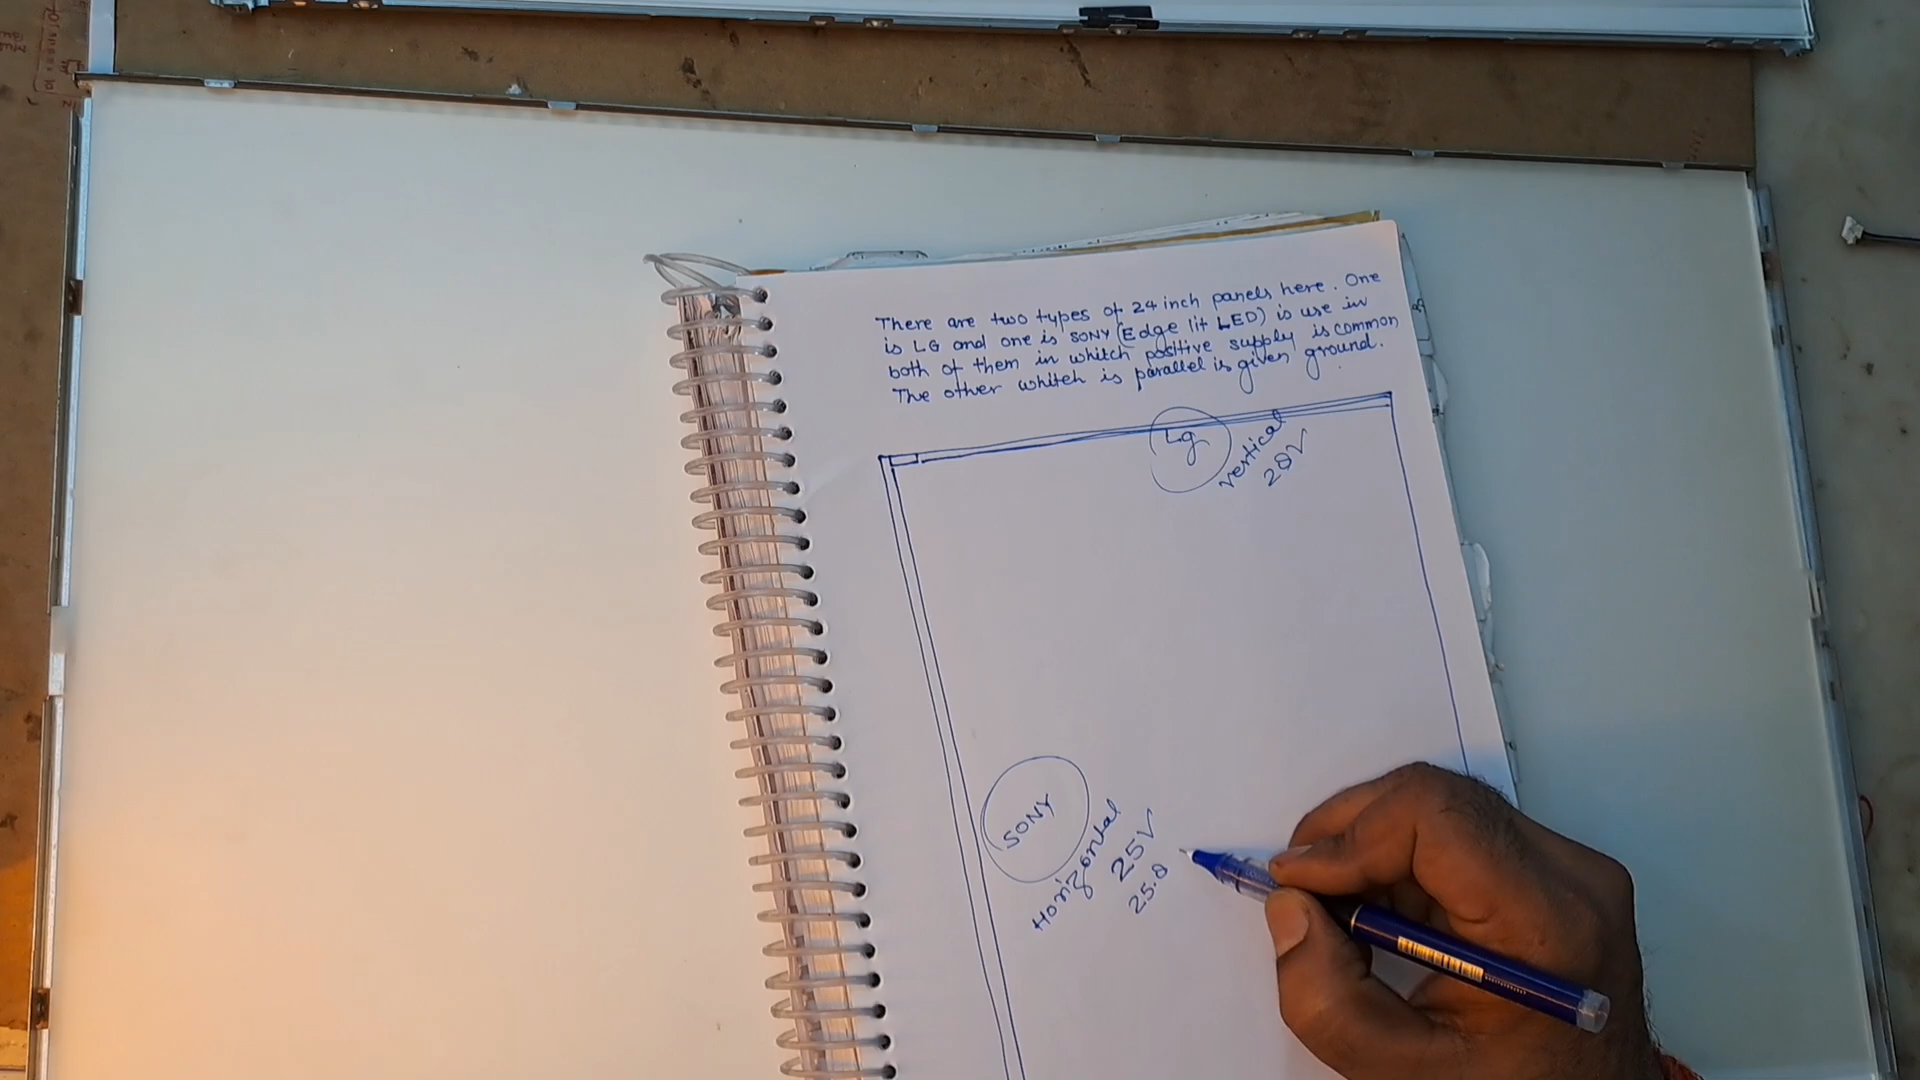 There are two types of 24 inch panels here. One
is LG and one is SONY (Edge lit LED) is use in
both of them in whitch positive supply is common
The other whiteh is parallel is given ground.
Lg
vertical
28V
SONY
Horizontal
25V
25.8